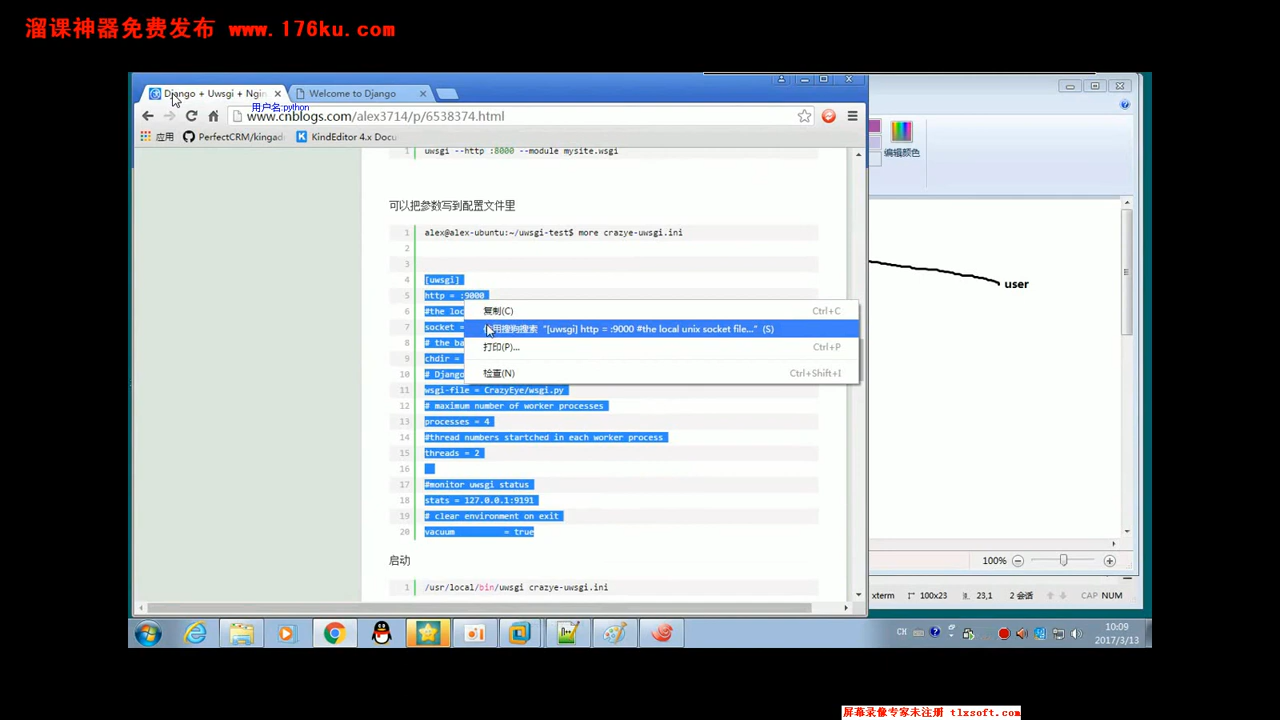 溜课神器免费发布 www.176ku.com
Django + Uwsgi + Ngin
Welcome to Django
用户名:python
www.cnblogs.com/alex3714/p/6538374.html
应用
PerfectCRM/kingad
KindEditor 4.x Docu
编辑颜色
1 uwsgi --http :8000 --module mysite.wsgi
可以把参数写到配置文件里
1 alex@alex-ubuntu:~/uwsgi-test$ more crazye-uwsgi.ini
2
3
4 [uwsgi]
5 http = :9000
6 #the loc
7 socket =
8 # the ba
9 chdir =
10 # Djang
11 wsgi-file = CrazyEye/wsgi.py
12 # maximum number of worker processes
13 processes = 4
14 #thread numbers startched in each worker process
15 threads = 2
16
17 #monitor uwsgi status
18 stats = 127.0.0.1:9191
19 # clear environment on exit
20 vacuum = true
复制(C) Ctrl+C
用搜狗搜索 "[uwsgi] http = :9000 #the local unix socket file..." (S)
打印(P)... Ctrl+P
检查(N) Ctrl+Shift+I
启动
1 /usr/local/bin/uwsgi crazye-uwsgi.ini
user
100%
xterm 100x23 23,1 2 会话 CAP NUM
CH
10:09
2017/3/13
屏幕录像专家未注册 tlxsoft.com